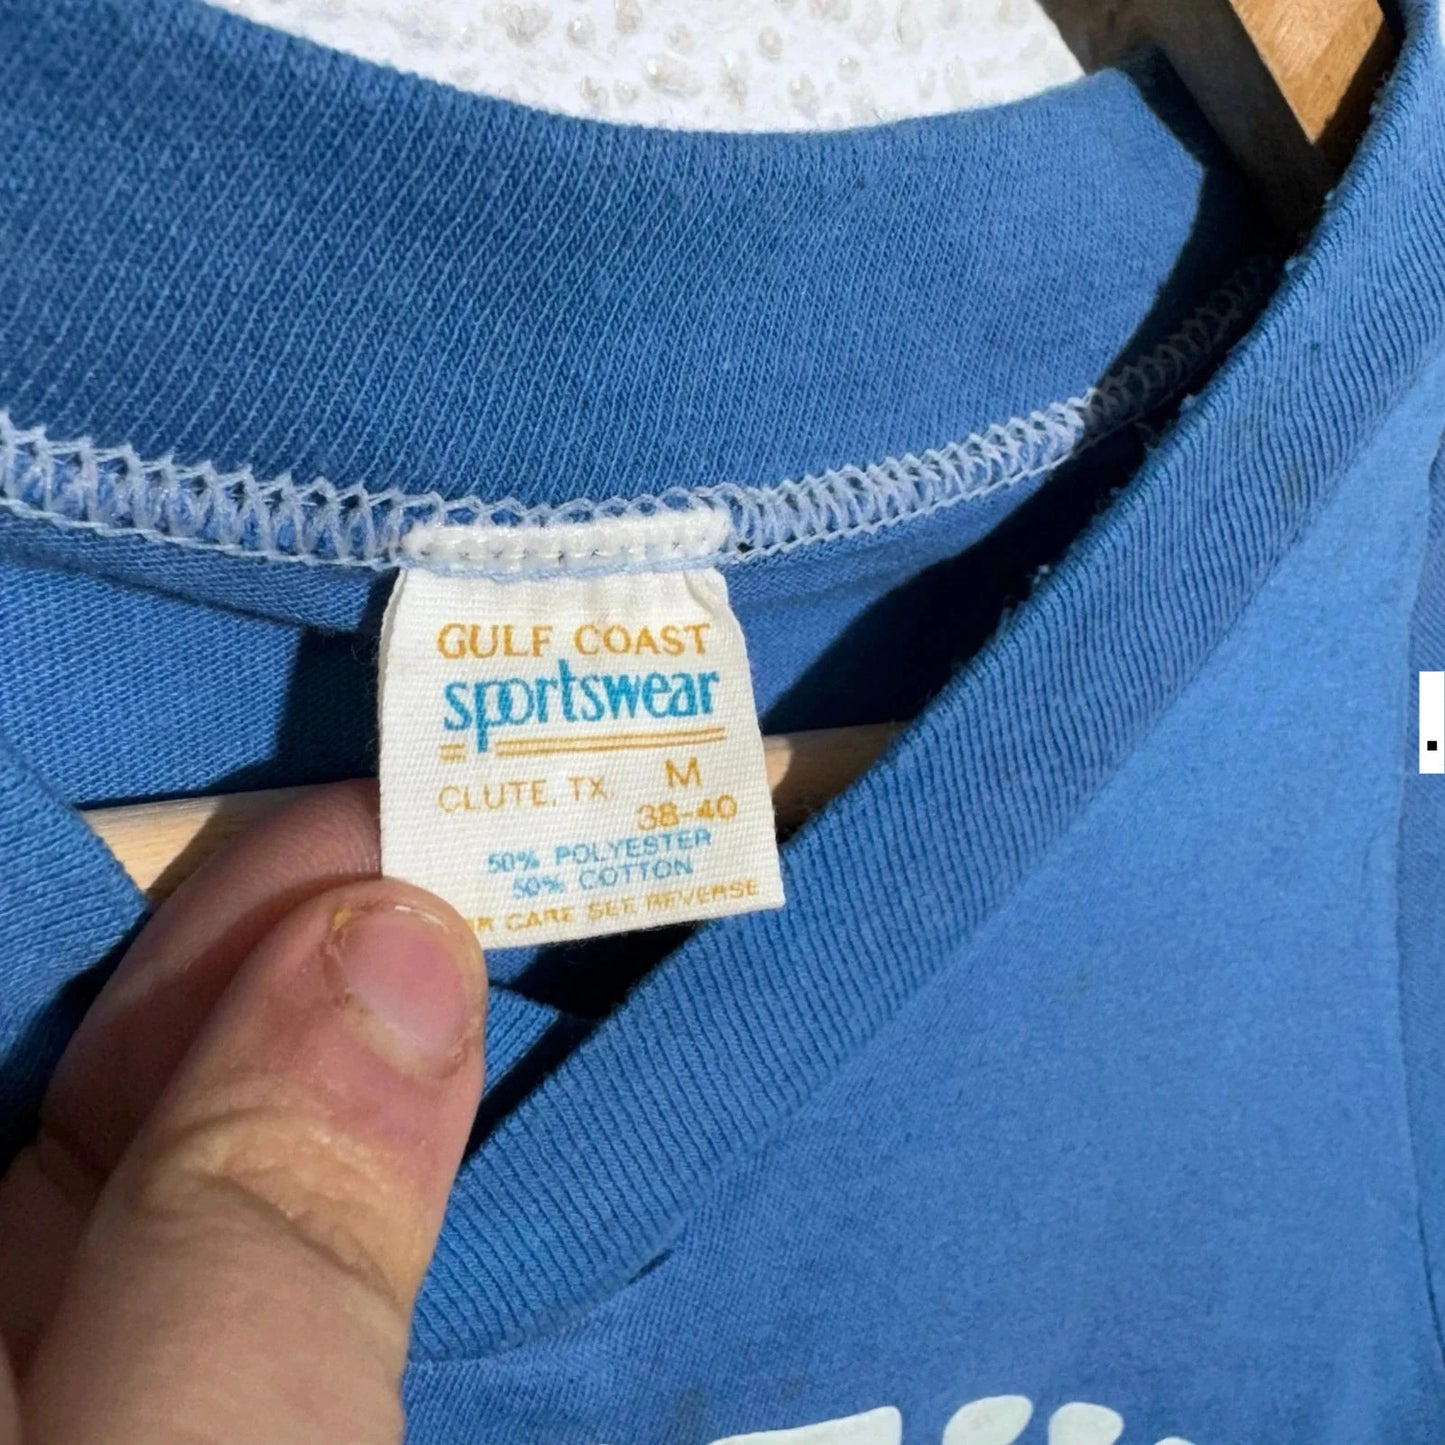 GULF COAST
sportswear
CLUTE, TX. M
38-40
50% POLYESTER
50% COTTON
CARE SEE REVERSE